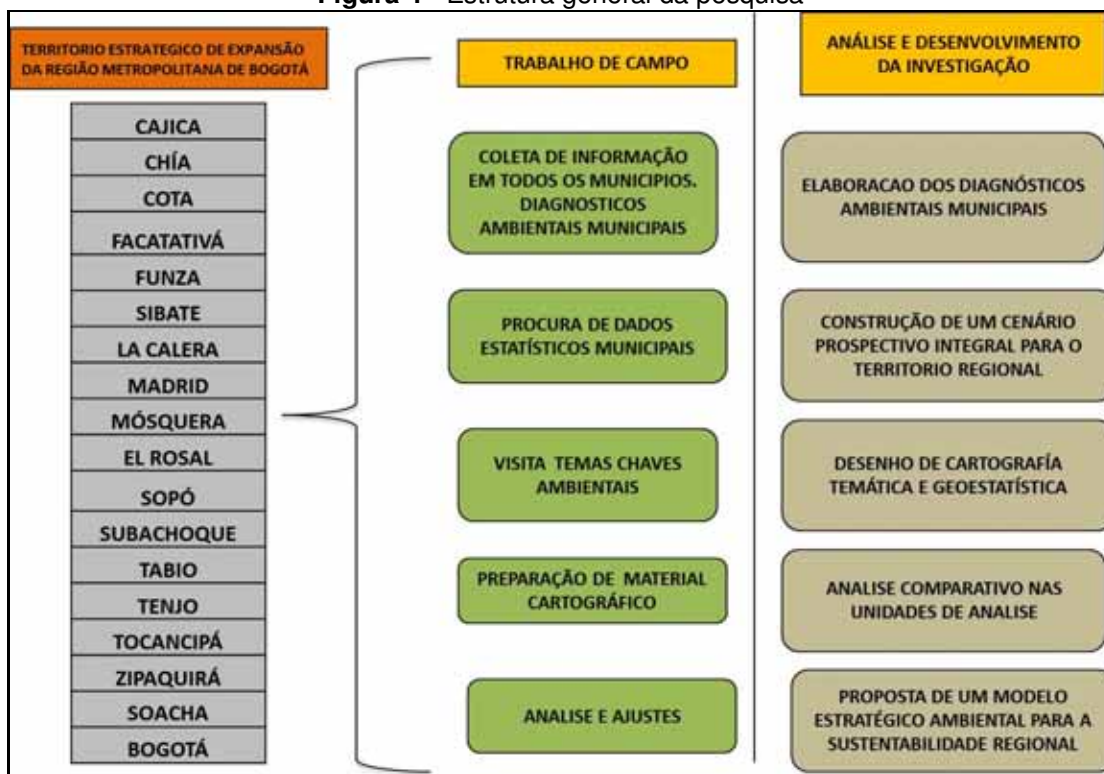 Figura 1 - Estrutura general da pesquisa
TERRITORIO ESTRATEGICO DE EXPANSÃO
DA REGIÃO METROPOLITANA DE BOGOTÁ
CAJICA
CHÍA
COTA
FACATATIVÁ
FUNZA
SIBATE
LA CALERA
MADRID
MÓSQUERA
EL ROSAL
SOPÓ
SUBACHOQUE
TABIO
TENJO
TOCANCIPÁ
ZIPAQUIRÁ
SOACHA
BOGOTÁ
TRABALHO DE CAMPO
COLETA DE INFORMAÇÃO
EM TODOS OS MUNICIPIOS.
DIAGNOSTICOS
AMBIENTAIS MUNICIPAIS
PROCURA DE DADOS
ESTATÍSTICOS MUNICIPAIS
VISITA TEMAS CHAVES
AMBIENTAIS
PREPARAÇÃO DE MATERIAL
CARTOGRÁFICO
ANALISE E AJUSTES
ANÁLISE E DESENVOLVIMENTO
DA INVESTIGAÇÃO
ELABORACAO DOS DIAGNÓSTICOS
AMBIENTAIS MUNICIPAIS
CONSTRUÇÃO DE UM CENÁRIO
PROSPECTIVO INTEGRAL PARA O
TERRITORIO REGIONAL
DESENHO DE CARTOGRAFÍA
TEMÁTICA E GEOESTATÍSTICA
ANALISE COMPARATIVO NAS
UNIDADES DE ANALISE
PROPOSTA DE UM MODELO
ESTRATÉGICO AMBIENTAL PARA A
SUSTENTABILIDADE REGIONAL